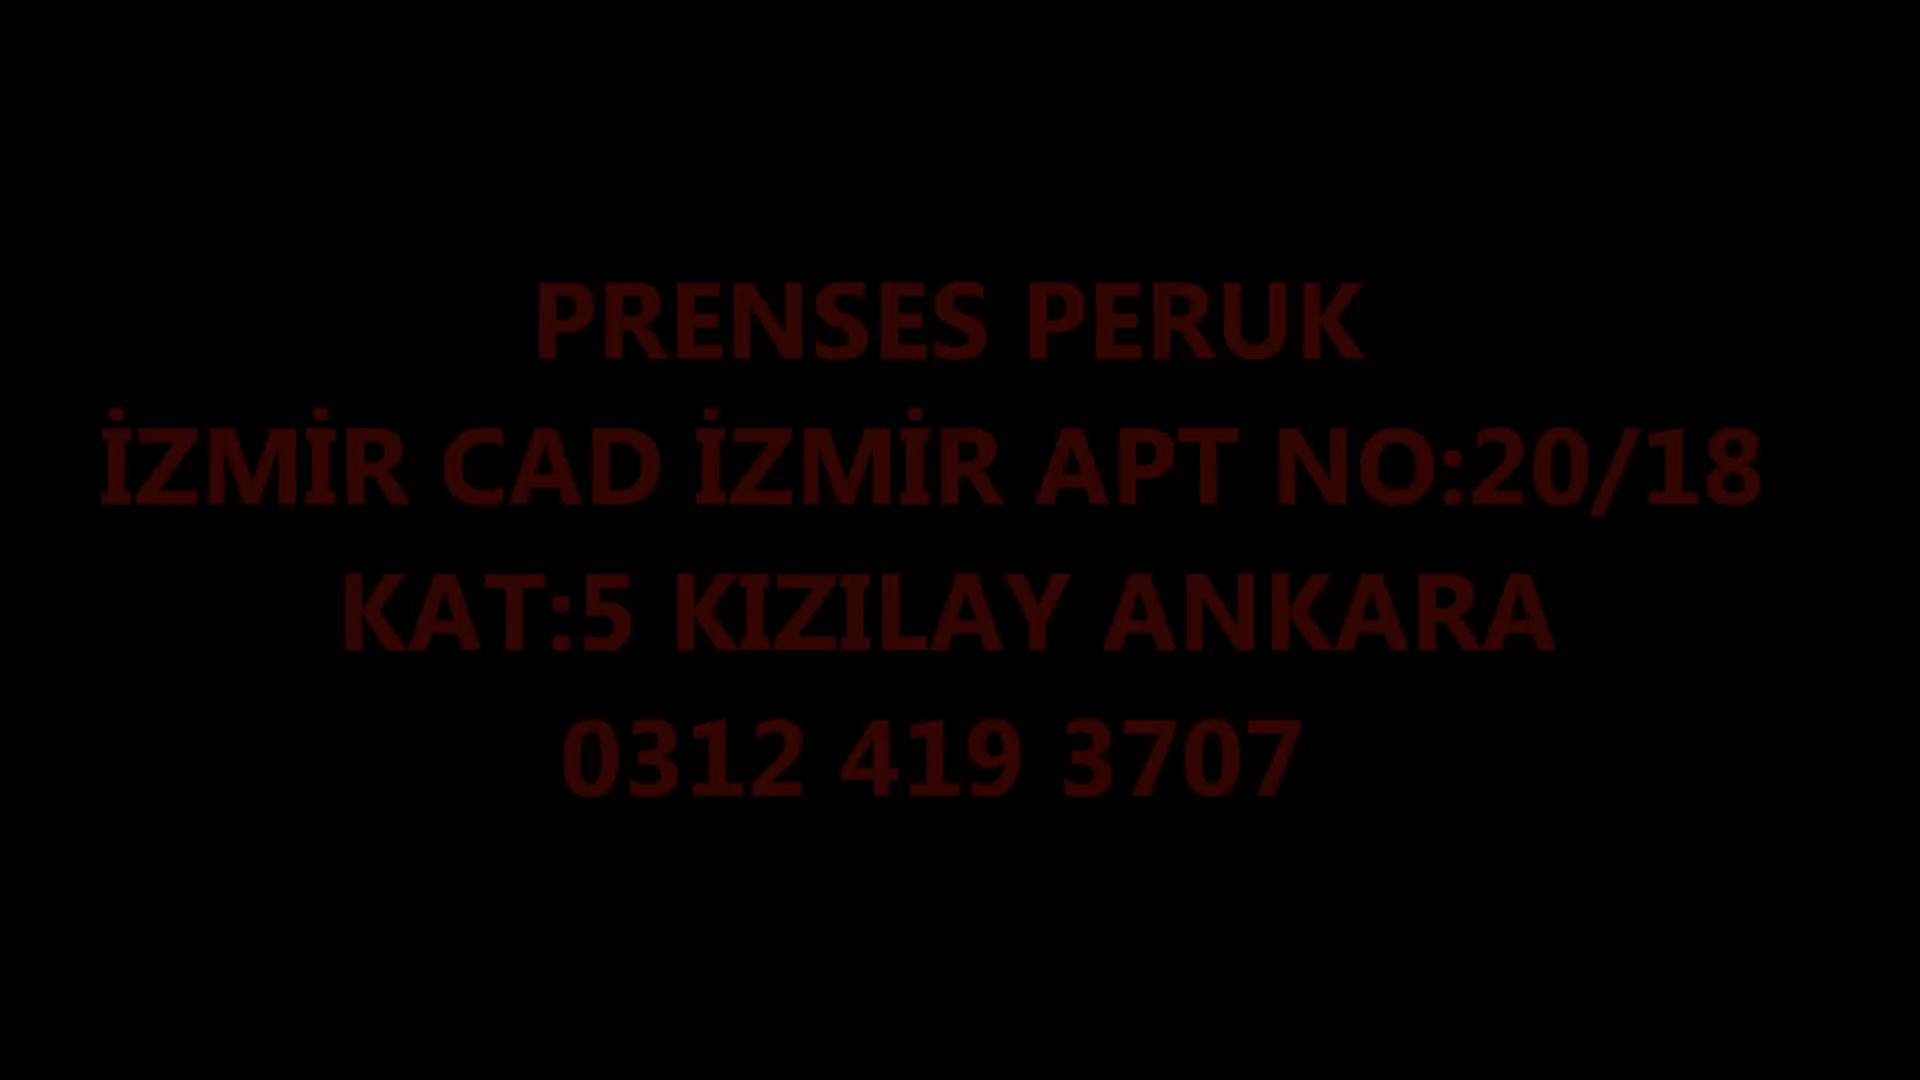 PRENSES PERUK
İZMİR CAD İZMİR APT NO:20/18
KAT:5 KIZILAY ANKARA
0312 419 3707